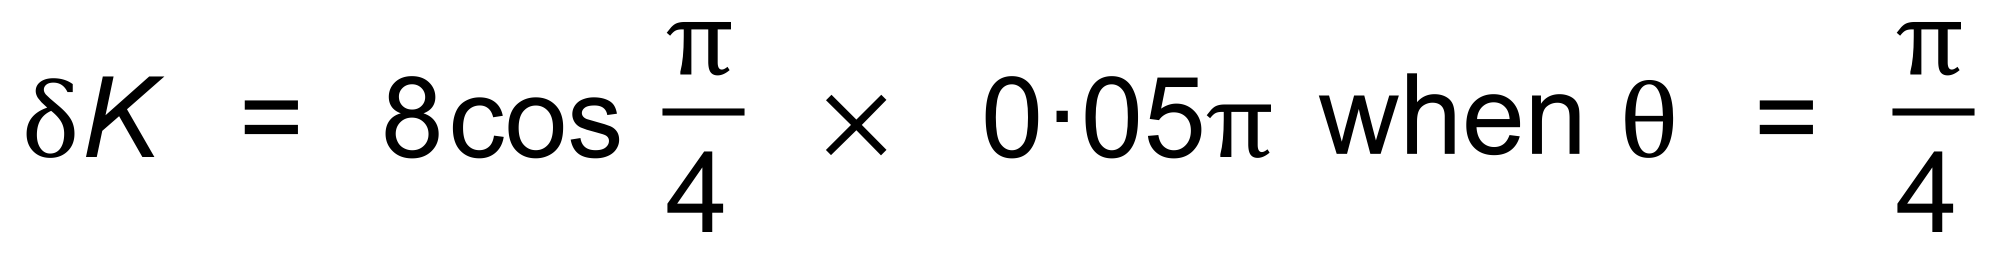 δK = 8cos π/4 × 0·05π when θ = π/4